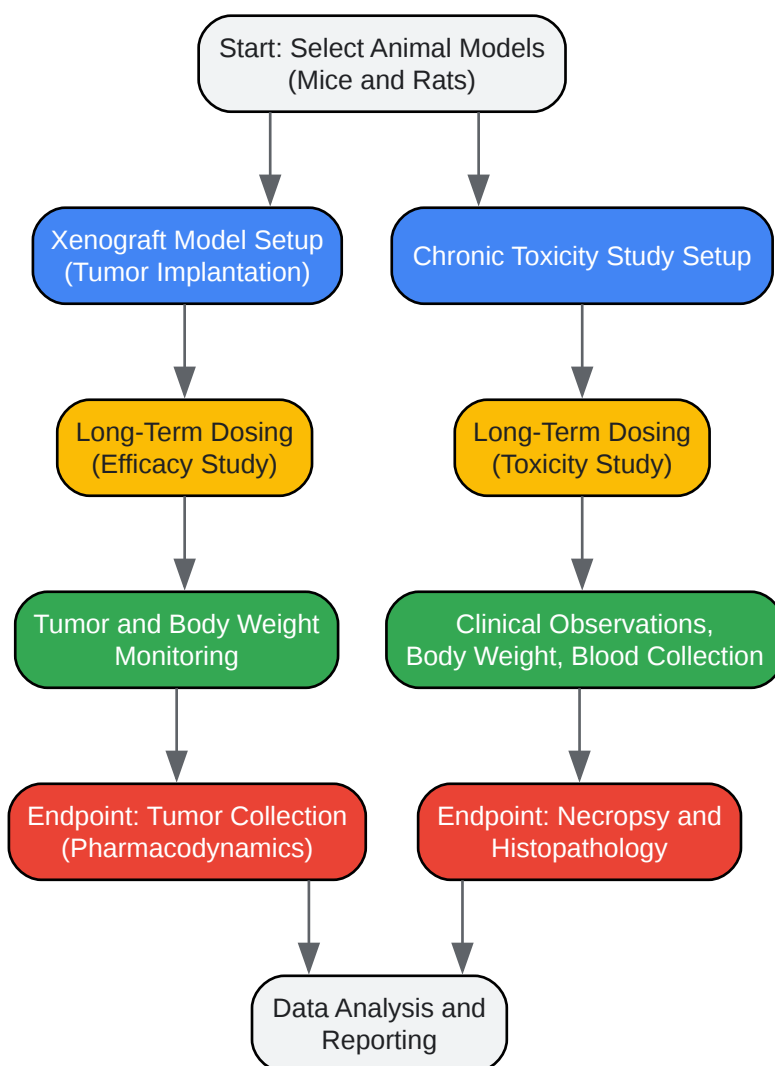 Start: Select Animal Models
(Mice and Rats)
Xenograft Model Setup
(Tumor Implantation)
Chronic Toxicity Study Setup
Long-Term Dosing
(Efficacy Study)
Long-Term Dosing
(Toxicity Study)
Tumor and Body Weight
Monitoring
Clinical Observations,
Body Weight, Blood Collection
Endpoint: Tumor Collection
(Pharmacodynamics)
Endpoint: Necropsy and
Histopathology
Data Analysis and
Reporting